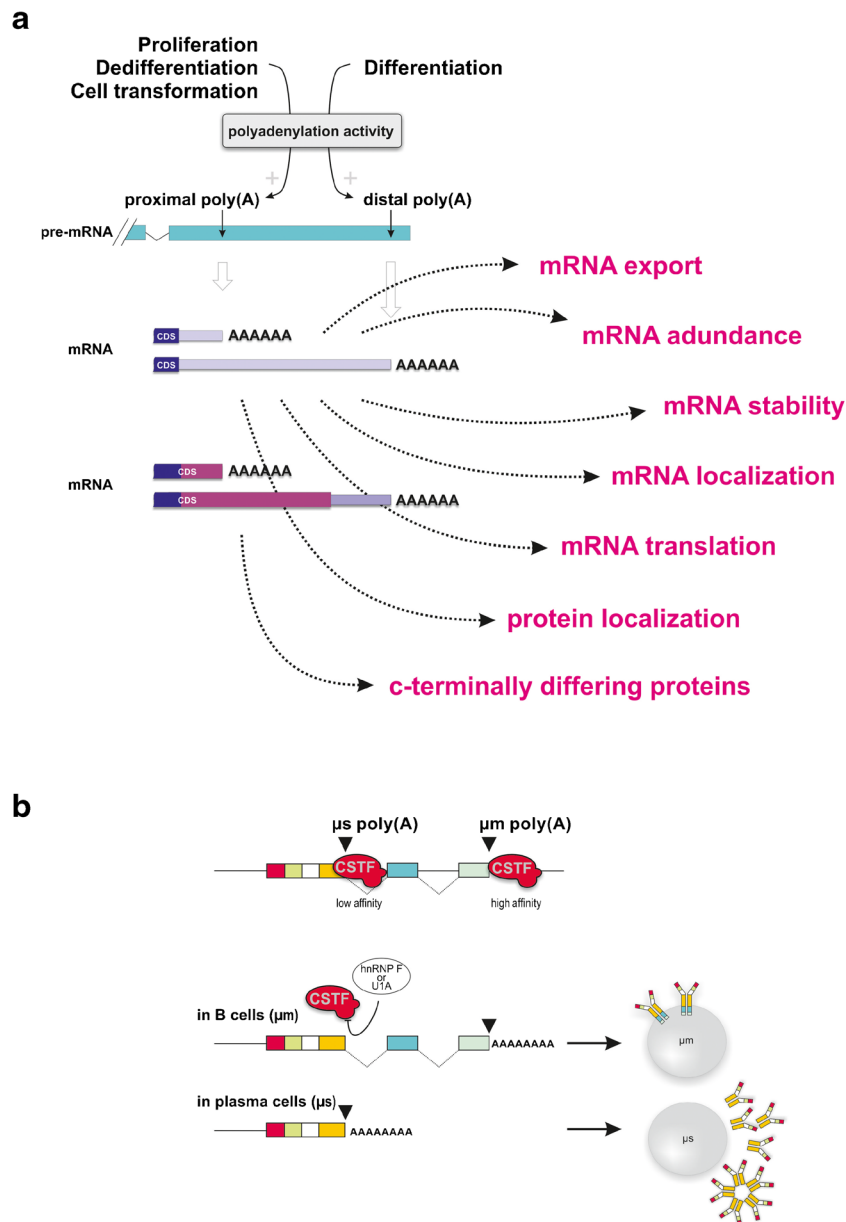 a
Proliferation
Dedifferentiation
Cell transformation
Differentiation
polyadenylation activity
+ +
proximal poly(A) distal poly(A)
pre-mRNA
mRNA export
CDS AAAAAA
mRNA
CDS AAAAAA
mRNA adundance
mRNA stability
CDS AAAAAA
mRNA
CDS AAAAAA
mRNA localization
mRNA translation
protein localization
c-terminally differing proteins
b
µs poly(A) µm poly(A)
CSTF CSTF
low affinity high affinity
hnRNP F
or
U1A
CSTF
in B cells (µm)
AAAAAAAA
µm
in plasma cells (µs)
AAAAAAAA
µs